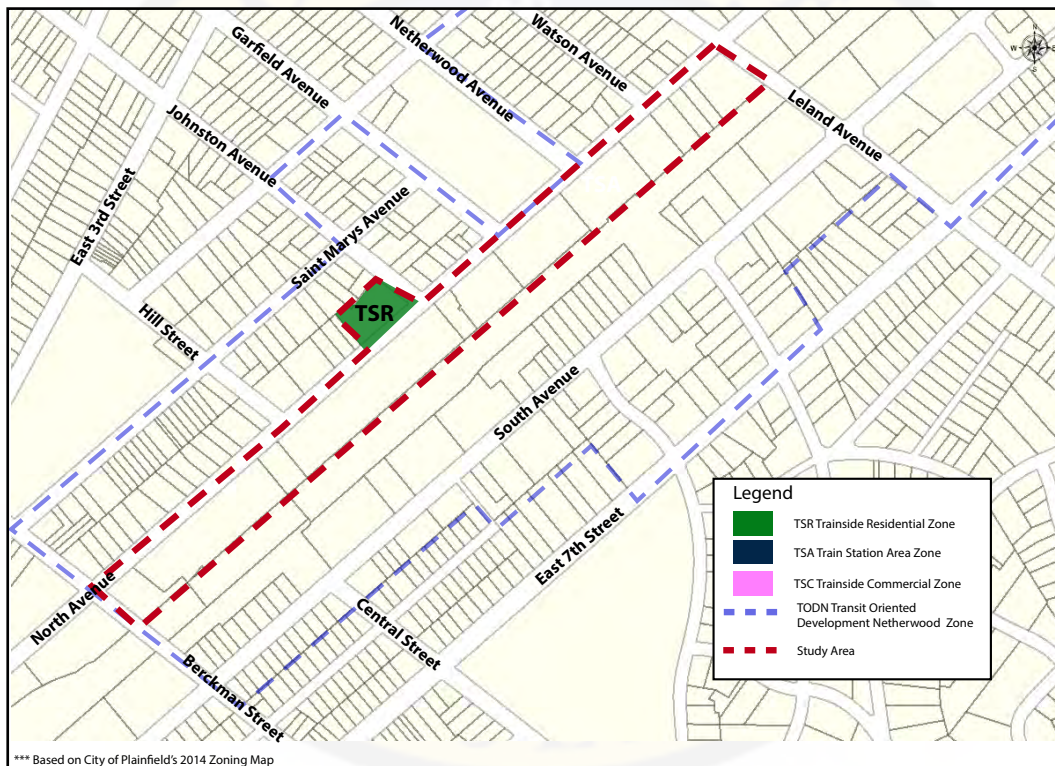 Watson Avenue
Netherwood Avenue
Garfield Avenue
N
W E
S
Leland Avenue
Johnston Avenue
East 3rd Street
Saint Marys Avenue
TSR
Hill Street
South Avenue
East 7th Street
North Avenue
Central Street
Berckman Street
Legend
TSR Trainside Residential Zone
TSA Train Station Area Zone
TSC Trainside Commercial Zone
TODN Transit Oriented
Development Netherwood Zone
Study Area
*** Based on City of Plainfield's 2014 Zoning Map